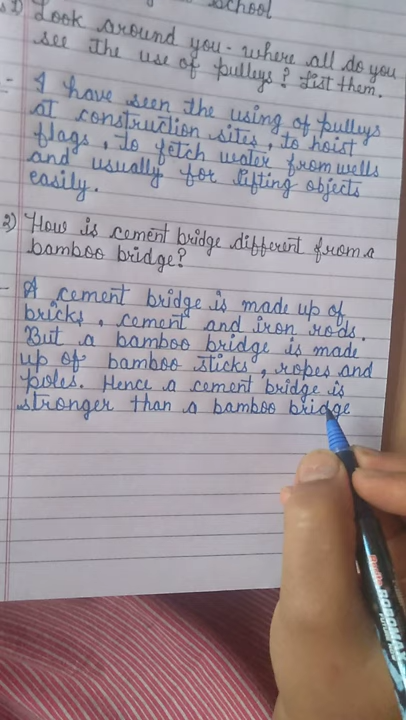 school
1) Look around you - where all do you
see the use of pulleys? List them.
:- I have seen the using of pulleys
at construction sites, to hoist
flags, to fetch water from wells
and usually for lifting objects
easily.
2) How is cement bridge different from a
bamboo bridge?
- A cement bridge is made up of
bricks, cement and iron rods.
But a bamboo bridge is made
up of bamboo sticks, ropes and
poles. Hence a cement bridge is
stronger than a bamboo bridge
ROBOMAX